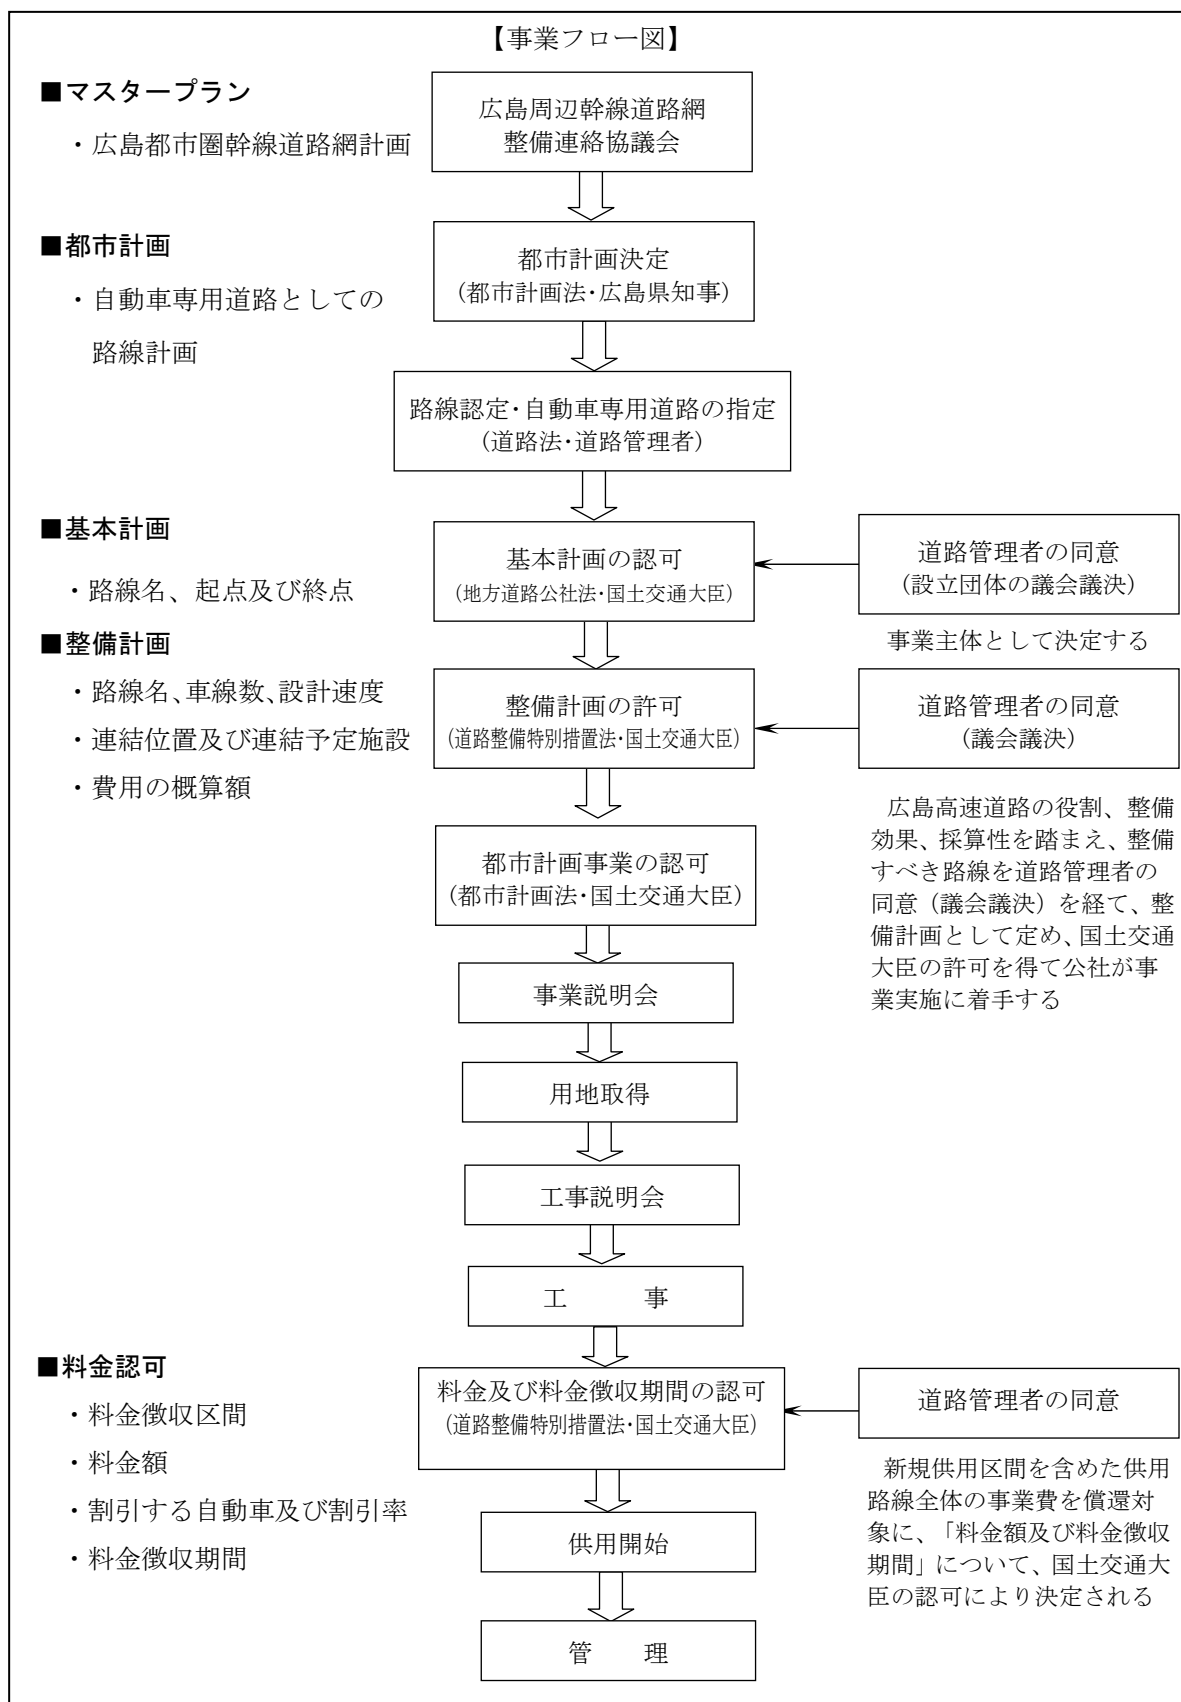 【事業フロー図】
■マスタープラン
・広島都市圏幹線道路網計画
広島周辺幹線道路網
整備連絡協議会
■都市計画
・自動車専用道路としての
路線計画
都市計画決定
(都市計画法・広島県知事)
路線認定・自動車専用道路の指定
(道路法・道路管理者)
■基本計画
・路線名、起点及び終点
基本計画の認可
(地方道路公社法・国土交通大臣)
道路管理者の同意
(設立団体の議会議決)
事業主体として決定する
■整備計画
・路線名、車線数、設計速度
・連結位置及び連結予定施設
・費用の概算額
整備計画の許可
(道路整備特別措置法・国土交通大臣)
道路管理者の同意
(議会議決)
広島高速道路の役割、整備
効果、採算性を踏まえ、整備
すべき路線を道路管理者の
同意（議会議決）を経て、整
備計画として定め、国土交通
大臣の許可を得て公社が事
業実施に着手する
都市計画事業の認可
(都市計画法・国土交通大臣)
事業説明会
用地取得
工事説明会
工　　事
■料金認可
・料金徴収区間
・料金額
・割引する自動車及び割引率
・料金徴収期間
料金及び料金徴収期間の認可
(道路整備特別措置法・国土交通大臣)
道路管理者の同意
新規供用区間を含めた供用
路線全体の事業費を償還対
象に、「料金額及び料金徴収
期間」について、国土交通大
臣の認可により決定される
供用開始
管　理